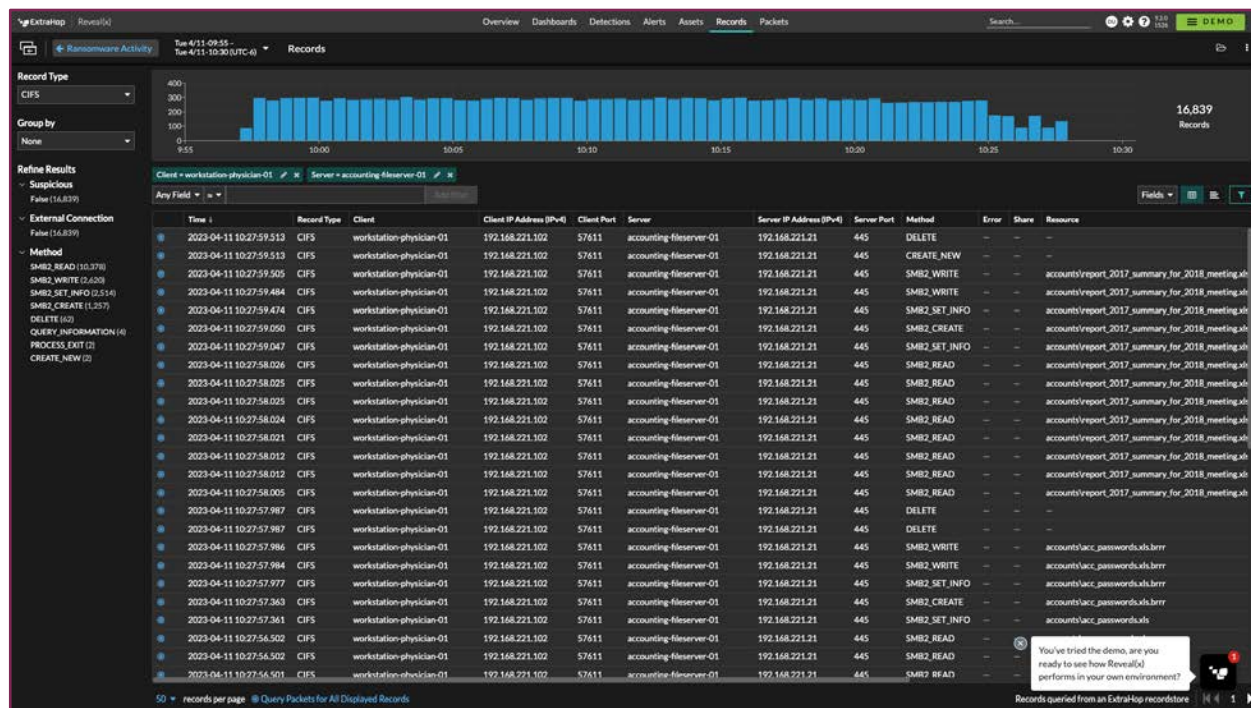 ExtraHop Reveal(x) Overview Dashboards Detections Alerts Assets Records Packets Search... DEMO
← Ransomware Activity Tue 4/11-09:55 - Records
Tue 4/11-10:30 (UTC-6)
Record Type
CIFS
Group by
None
Refine Results
Suspicious
False (16,839)
External Connection
False (16,839)
Method
SMB2_READ (10,378)
SMB2_WRITE (2,620)
SMB2_SET_INFO (2,514)
SMB2_CREATE (1,257)
DELETE (62)
QUERY_INFORMATION (4)
PROCESS_EXIT (2)
CREATE_NEW (2)
400
300
200
100
0
9:55 10:00 10:05 10:10 10:15 10:20 10:25 10:30
16,839
Records
Client = workstation-physician-01 Server = accounting-fileserver-01
Any Field = Fields
Time ↓ Record Type Client Client IP Address (IPv4) Client Port Server Server IP Address (IPv4) Server Port Method Error Share Resource
2023-04-11 10:27:59.513 CIFS workstation-physician-01 192.168.221.102 57611 accounting-fileserver-01 192.168.221.21 445 DELETE — — —
2023-04-11 10:27:59.513 CIFS workstation-physician-01 192.168.221.102 57611 accounting-fileserver-01 192.168.221.21 445 CREATE_NEW — — —
2023-04-11 10:27:59.505 CIFS workstation-physician-01 192.168.221.102 57611 accounting-fileserver-01 192.168.221.21 445 SMB2_WRITE — — accounts\report_2017_summary_for_2018_meeting.xls
2023-04-11 10:27:59.484 CIFS workstation-physician-01 192.168.221.102 57611 accounting-fileserver-01 192.168.221.21 445 SMB2_WRITE — — accounts\report_2017_summary_for_2018_meeting.xls
2023-04-11 10:27:59.474 CIFS workstation-physician-01 192.168.221.102 57611 accounting-fileserver-01 192.168.221.21 445 SMB2_SET_INFO — — accounts\report_2017_summary_for_2018_meeting.xls
2023-04-11 10:27:59.050 CIFS workstation-physician-01 192.168.221.102 57611 accounting-fileserver-01 192.168.221.21 445 SMB2_CREATE — — accounts\report_2017_summary_for_2018_meeting.xls
2023-04-11 10:27:59.047 CIFS workstation-physician-01 192.168.221.102 57611 accounting-fileserver-01 192.168.221.21 445 SMB2_SET_INFO — — accounts\report_2017_summary_for_2018_meeting.xls
2023-04-11 10:27:58.026 CIFS workstation-physician-01 192.168.221.102 57611 accounting-fileserver-01 192.168.221.21 445 SMB2_READ — — accounts\report_2017_summary_for_2018_meeting.xls
2023-04-11 10:27:58.025 CIFS workstation-physician-01 192.168.221.102 57611 accounting-fileserver-01 192.168.221.21 445 SMB2_READ — — accounts\report_2017_summary_for_2018_meeting.xls
2023-04-11 10:27:58.025 CIFS workstation-physician-01 192.168.221.102 57611 accounting-fileserver-01 192.168.221.21 445 SMB2_READ — — accounts\report_2017_summary_for_2018_meeting.xls
2023-04-11 10:27:58.024 CIFS workstation-physician-01 192.168.221.102 57611 accounting-fileserver-01 192.168.221.21 445 SMB2_READ — — accounts\report_2017_summary_for_2018_meeting.xls
2023-04-11 10:27:58.021 CIFS workstation-physician-01 192.168.221.102 57611 accounting-fileserver-01 192.168.221.21 445 SMB2_READ — — accounts\report_2017_summary_for_2018_meeting.xls
2023-04-11 10:27:58.012 CIFS workstation-physician-01 192.168.221.102 57611 accounting-fileserver-01 192.168.221.21 445 SMB2_READ — — accounts\report_2017_summary_for_2018_meeting.xls
2023-04-11 10:27:58.012 CIFS workstation-physician-01 192.168.221.102 57611 accounting-fileserver-01 192.168.221.21 445 SMB2_READ — — accounts\report_2017_summary_for_2018_meeting.xls
2023-04-11 10:27:58.005 CIFS workstation-physician-01 192.168.221.102 57611 accounting-fileserver-01 192.168.221.21 445 SMB2_READ — — accounts\report_2017_summary_for_2018_meeting.xls
2023-04-11 10:27:57.987 CIFS workstation-physician-01 192.168.221.102 57611 accounting-fileserver-01 192.168.221.21 445 DELETE — — —
2023-04-11 10:27:57.987 CIFS workstation-physician-01 192.168.221.102 57611 accounting-fileserver-01 192.168.221.21 445 DELETE — — —
2023-04-11 10:27:57.986 CIFS workstation-physician-01 192.168.221.102 57611 accounting-fileserver-01 192.168.221.21 445 SMB2_WRITE — — accounts\acc_passwords.xls.brrr
2023-04-11 10:27:57.984 CIFS workstation-physician-01 192.168.221.102 57611 accounting-fileserver-01 192.168.221.21 445 SMB2_WRITE — — accounts\acc_passwords.xls.brrr
2023-04-11 10:27:57.977 CIFS workstation-physician-01 192.168.221.102 57611 accounting-fileserver-01 192.168.221.21 445 SMB2_SET_INFO — — accounts\acc_passwords.xls.brrr
2023-04-11 10:27:57.363 CIFS workstation-physician-01 192.168.221.102 57611 accounting-fileserver-01 192.168.221.21 445 SMB2_CREATE — — accounts\acc_passwords.xls.brrr
2023-04-11 10:27:57.361 CIFS workstation-physician-01 192.168.221.102 57611 accounting-fileserver-01 192.168.221.21 445 SMB2_SET_INFO — — accounts\acc_passwords.xls
2023-04-11 10:27:56.502 CIFS workstation-physician-01 192.168.221.102 57611 accounting-fileserver-01 192.168.221.21 445 SMB2_READ
2023-04-11 10:27:56.502 CIFS workstation-physician-01 192.168.221.102 57611 accounting-fileserver-01 192.168.221.21 445 SMB2_READ
2023-04-11 10:27:56.501 CIFS workstation-physician-01 192.168.221.102 57611 accounting-fileserver-01 192.168.221.21 445 SMB2_READ
You've tried the demo, are you
ready to see how Reveal(x)
performs in your own environment?
1
50 records per page Query Packets for All Displayed Records Records queried from an ExtraHop recordstore 1